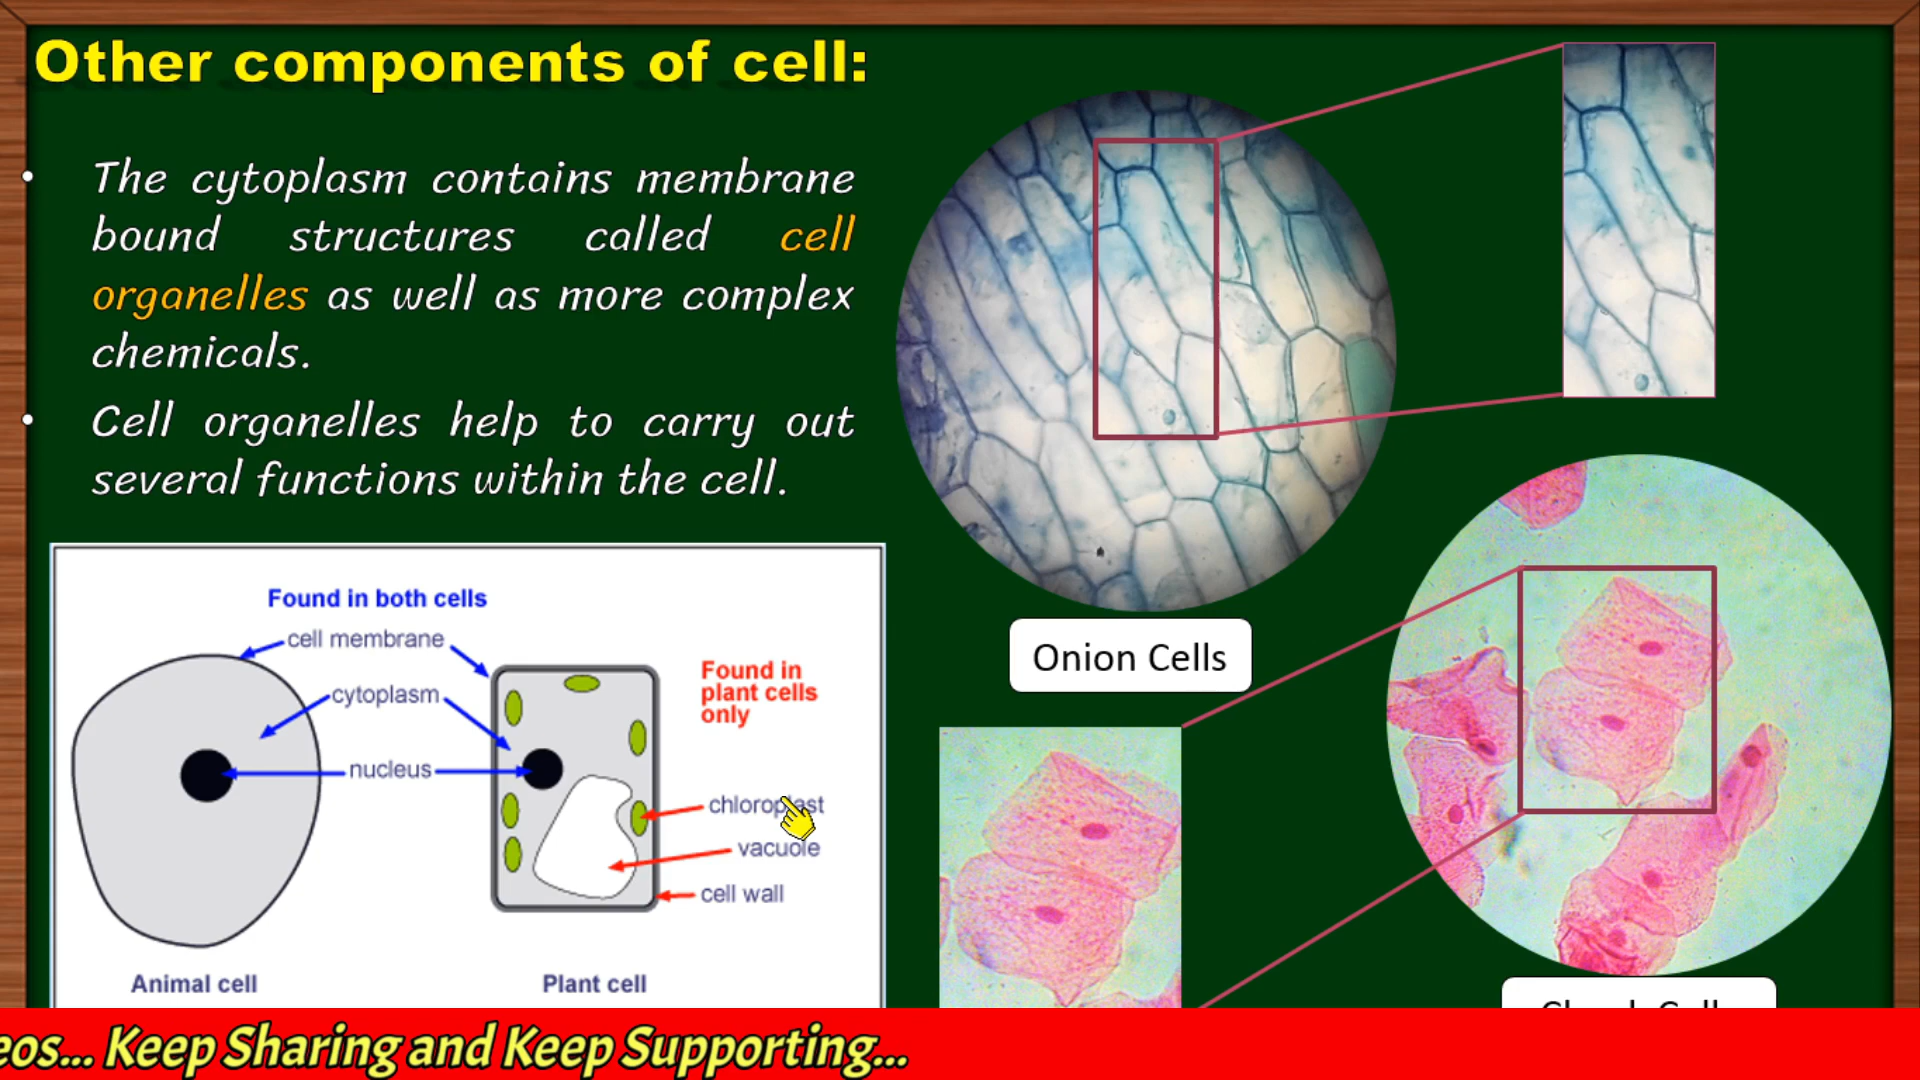 Other components of cell:
• The cytoplasm contains membrane
bound structures called cell
organelles as well as more complex
chemicals.
• Cell organelles help to carry out
several functions within the cell.
Found in both cells
cell membrane
cytoplasm
nucleus
Found in
plant cells
only
chloroplast
vacuole
cell wall
Animal cell
Plant cell
Onion Cells
Keep Sharing and Keep Supporting...